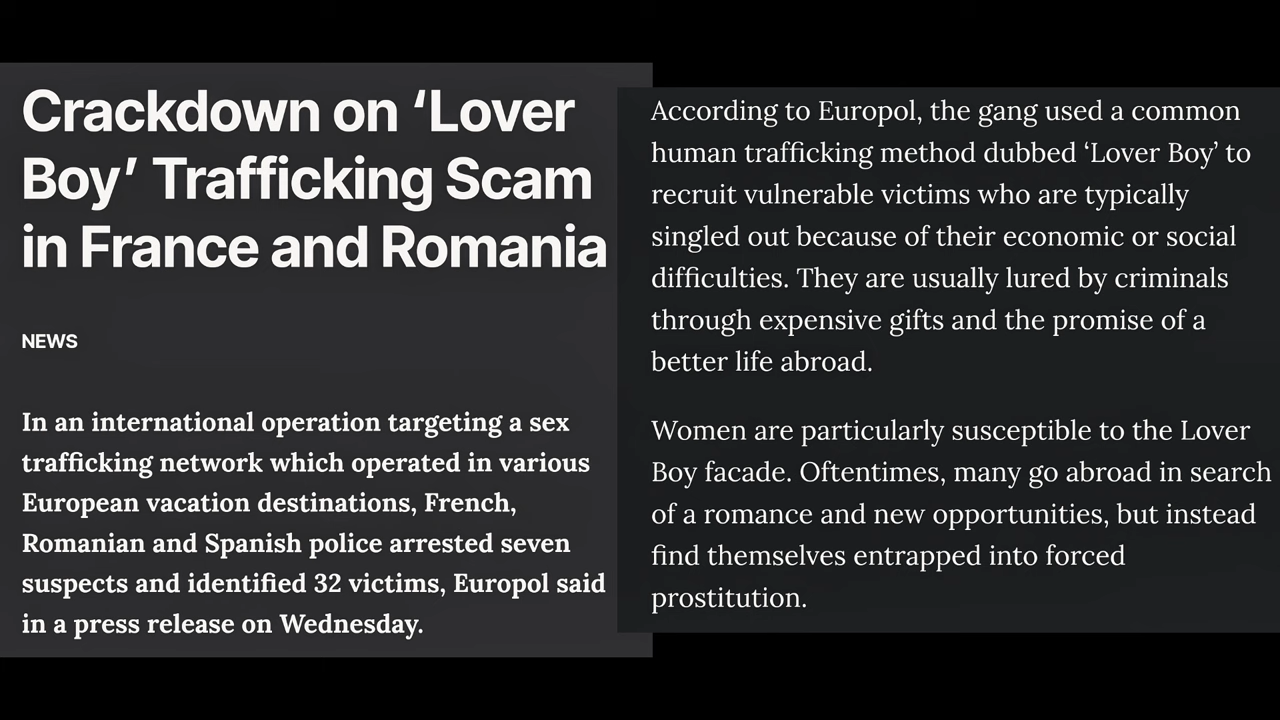 Crackdown on ‘Lover
Boy’ Trafficking Scam
in France and Romania
NEWS
In an international operation targeting a sex
trafficking network which operated in various
European vacation destinations, French,
Romanian and Spanish police arrested seven
suspects and identified 32 victims, Europol said
in a press release on Wednesday.
According to Europol, the gang used a common
human trafficking method dubbed ‘Lover Boy’ to
recruit vulnerable victims who are typically
singled out because of their economic or social
difficulties. They are usually lured by criminals
through expensive gifts and the promise of a
better life abroad.
Women are particularly susceptible to the Lover
Boy facade. Oftentimes, many go abroad in search
of a romance and new opportunities, but instead
find themselves entrapped into forced
prostitution.